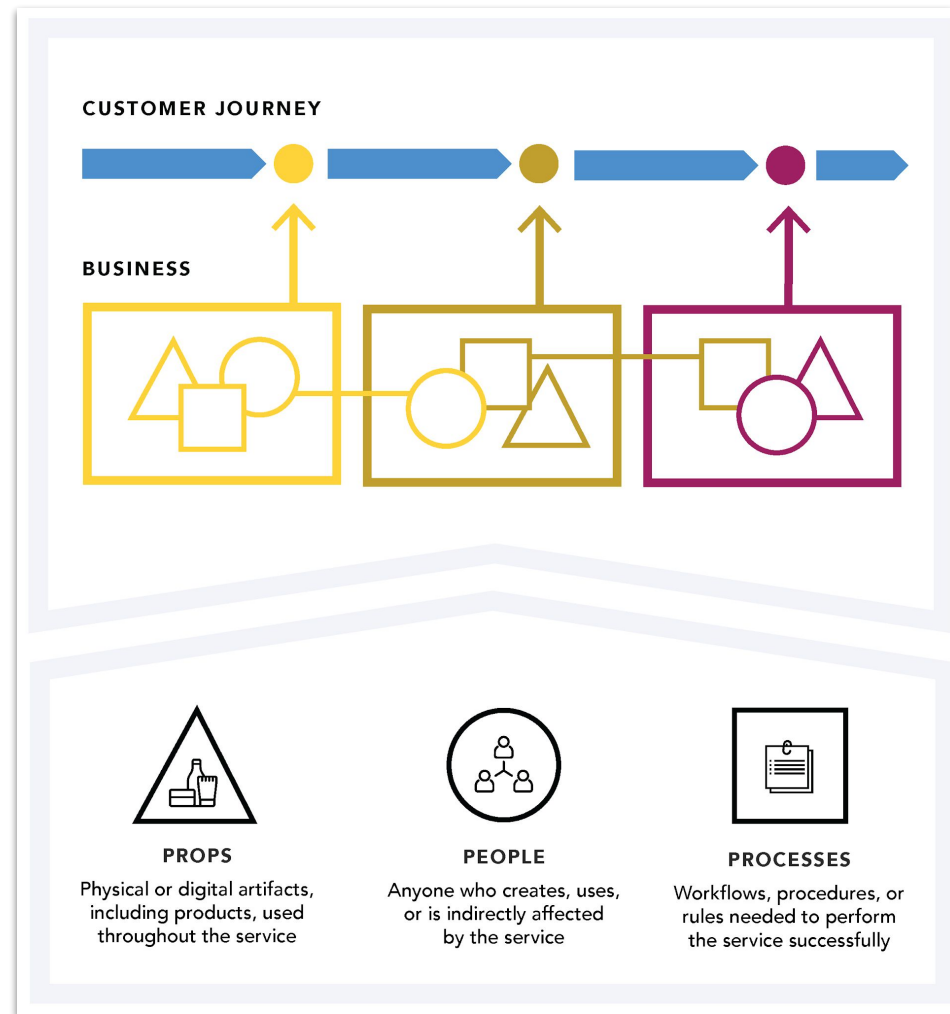 CUSTOMER JOURNEY
BUSINESS
PROPS
Physical or digital artifacts,
including products, used
throughout the service
PEOPLE
Anyone who creates, uses,
or is indirectly affected
by the service
PROCESSES
Workflows, procedures, or
rules needed to perform
the service successfully